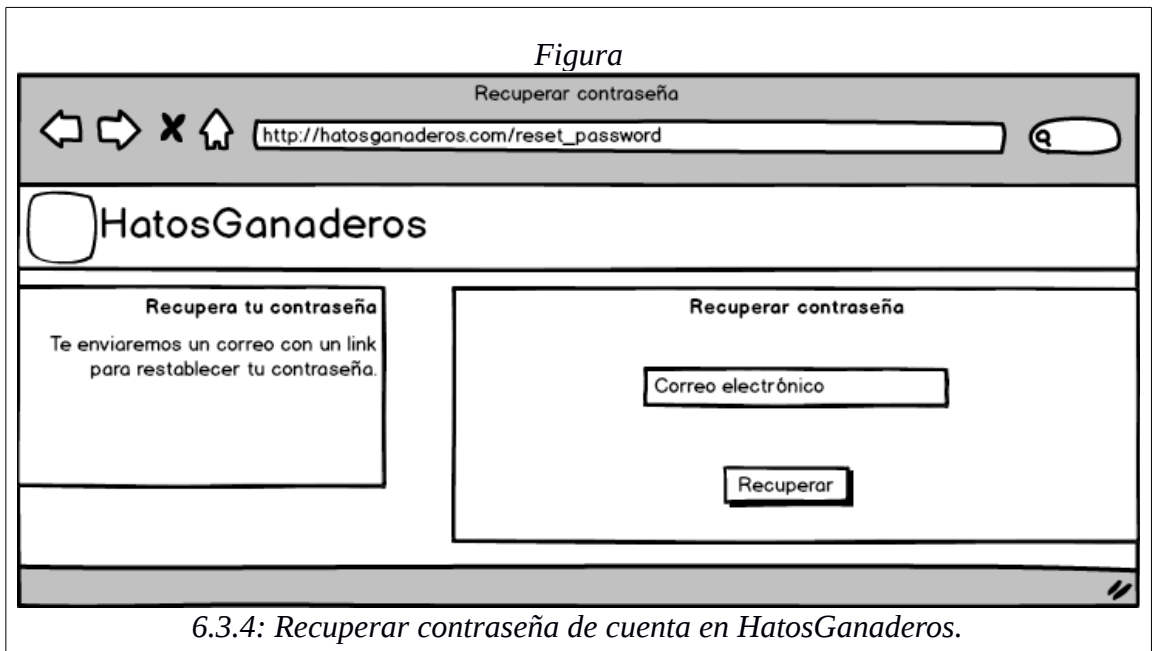 Figura
Recuperar contraseña
http://hatosganaderos.com/reset_password
HatosGanaderos
Recupera tu contraseña
Te enviaremos un correo con un link
para restablecer tu contraseña.
Recuperar contraseña
Correo electrónico
Recuperar
6.3.4: Recuperar contraseña de cuenta en HatosGanaderos.